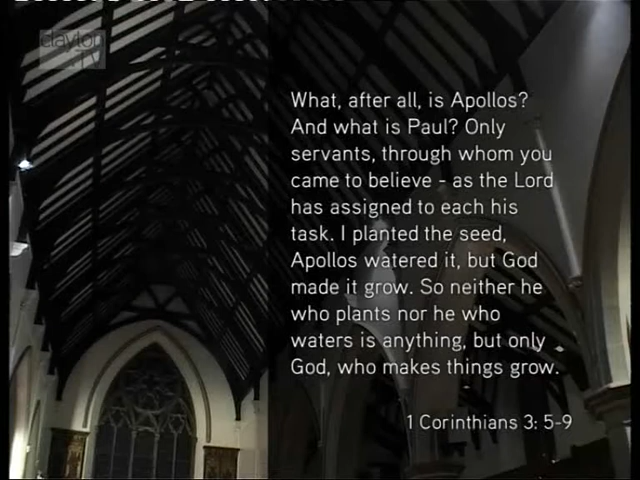 clayton
TV
What, after all, is Apollos?
And what is Paul? Only
servants, through whom you
came to believe - as the Lord
has assigned to each his
task. I planted the seed,
Apollos watered it, but God
made it grow. So neither he
who plants nor he who
waters is anything, but only
God, who makes things grow.
1 Corinthians 3: 5-9